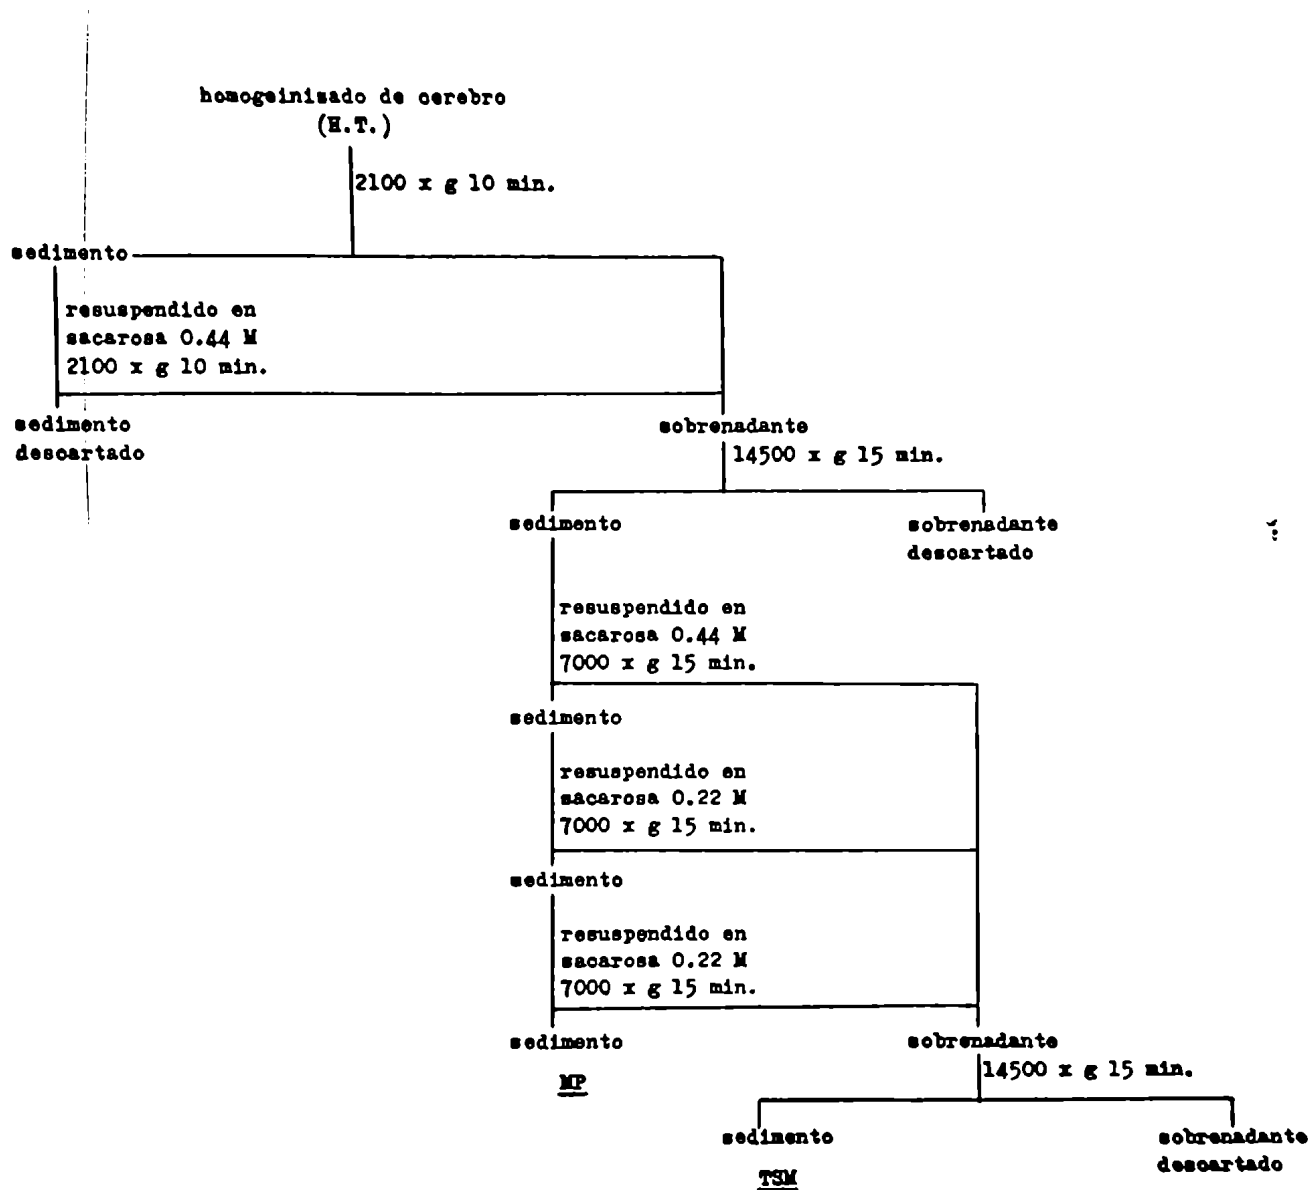 homogeinisado de cerebro
(H.T.)
2100 x g 10 min.
sedimento
resuspendido en
sacarosa 0.44 M
2100 x g 10 min.
sedimento
descartado
sobrenadante
14500 x g 15 min.
sedimento
sobrenadante
descartado
resuspendido en
sacarosa 0.44 M
7000 x g 15 min.
sedimento
resuspendido en
sacarosa 0.22 M
7000 x g 15 min.
sedimento
resuspendido en
sacarosa 0.22 M
7000 x g 15 min.
sedimento
MP
sobrenadante
14500 x g 15 min.
sedimento
TSM
sobrenadante
descartado